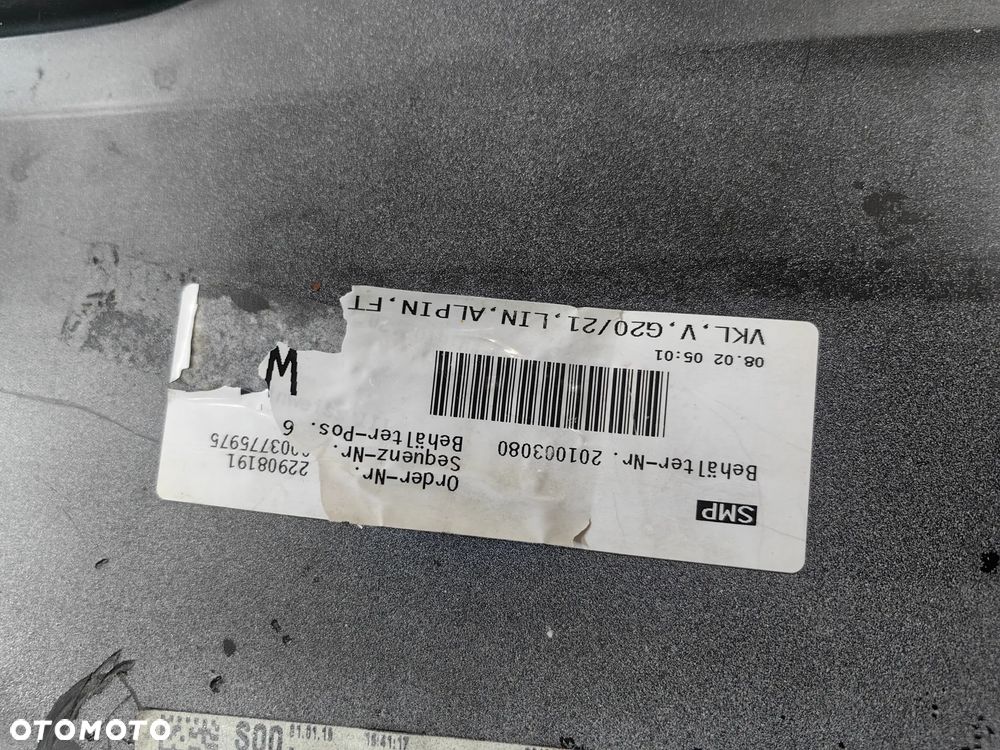 SMP
Order-Nr. 22908191
Behälter-Nr. 201003080
Sequenz-Nr. 03775975
Behälter-Pos. 6
08.02 05:01
M
VKL,V,G20/21,LIN,ALPIN,FT
OTOMOTO